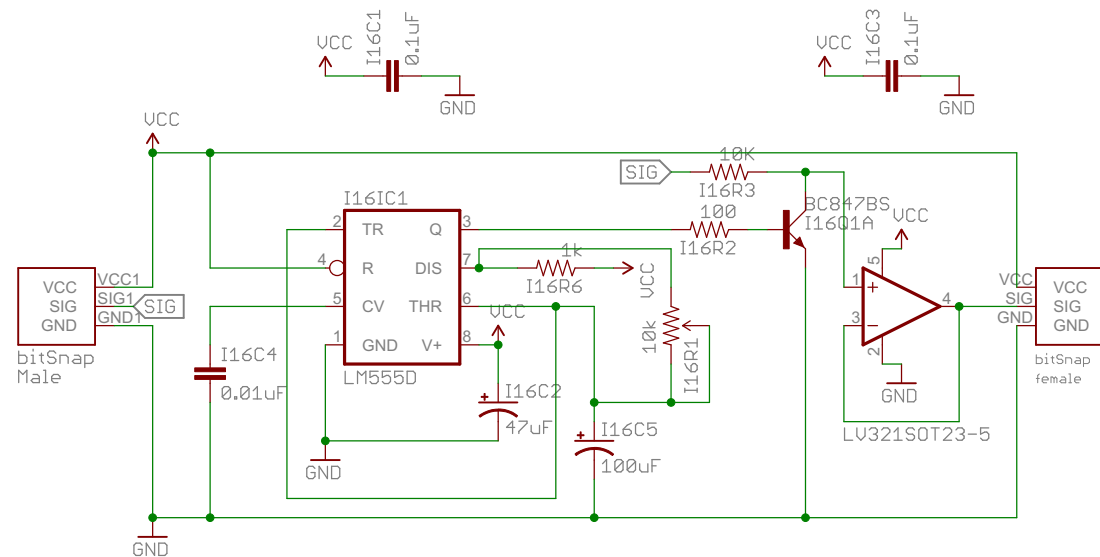 VCC
I16C1
0.1uF
GND
VCC
I16C3
0.1uF
GND
VCC
SIG
10K
I16R3
BC847BS
I16Q1A
I16IC1
2
TR
Q
3
100
I16R2
VCC
4
R
DIS
7
1k
I16R6
VCC
5
CV
THR
6
10k
I16R1
1
GND
V+
8
VCC
LM555D
VCC
SIG
GND
VCC1
SIG1
GND1
SIG
bitSnap
Male
I16C4
0.01uF
I16C2
47uF
GND
I16C5
100uF
1
+
3
–
5
4
2
GND
LV321SOT23-5
VCC
SIG
GND
VCC
SIG
GND
bitSnap
female
GND